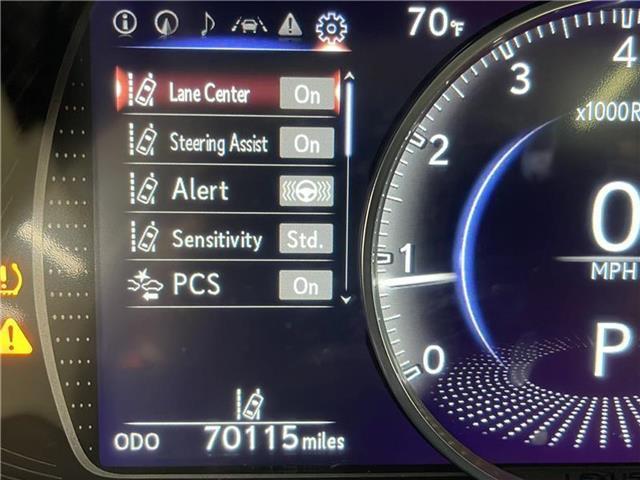 70°F
Lane Center On
Steering Assist On
Alert
Sensitivity Std.
PCS On
ODO 70115 miles
4
3
x1000R
2
1
0
0
MPH
P
LEXUS